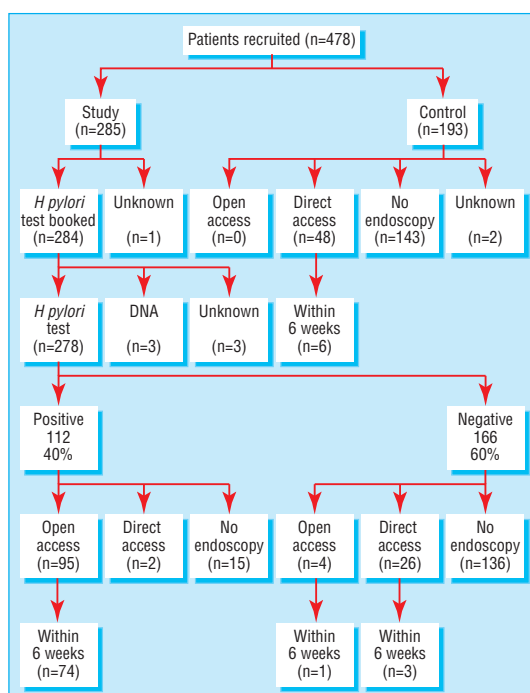 Patients recruited (n=478)
Study
(n=285)
Control
(n=193)
H pylori
test booked
(n=284)
Unknown
(n=1)
Open
access
(n=0)
Direct
access
(n=48)
No
endoscopy
(n=143)
Unknown
(n=2)
H pylori
test
(n=278)
DNA
(n=3)
Unknown
(n=3)
Within
6 weeks
(n=6)
Positive
112
40%
Negative
166
60%
Open
access
(n=95)
Direct
access
(n=2)
No
endoscopy
(n=15)
Open
access
(n=4)
Direct
access
(n=26)
No
endoscopy
(n=136)
Within
6 weeks
(n=74)
Within
6 weeks
(n=1)
Within
6 weeks
(n=3)